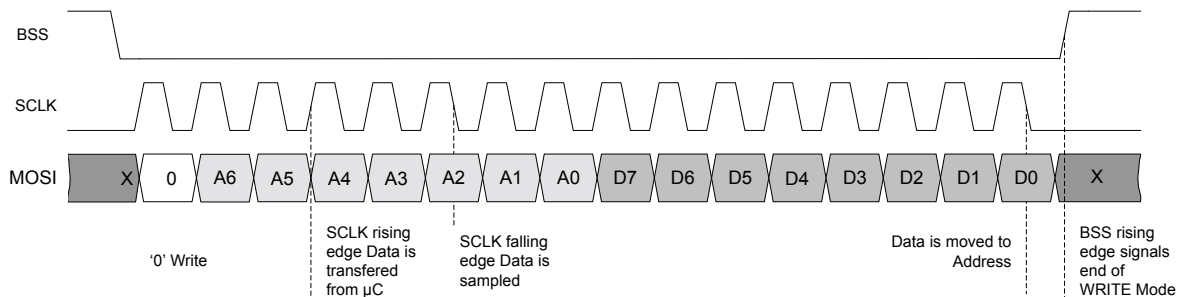 BSS
SCLK
MOSI
X 0 A6 A5 A4 A3 A2 A1 A0 D7 D6 D5 D4 D3 D2 D1 D0 X
'0' Write
SCLK rising
edge Data is
transfered
from µC
SCLK falling
edge Data is
sampled
Data is moved to
Address
BSS rising
edge signals
end of
WRITE Mode